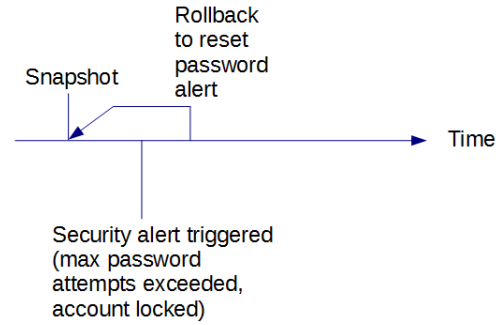 Rollback
to reset
password
alert
Snapshot
Time
Security alert triggered
(max password
attempts exceeded,
account locked)